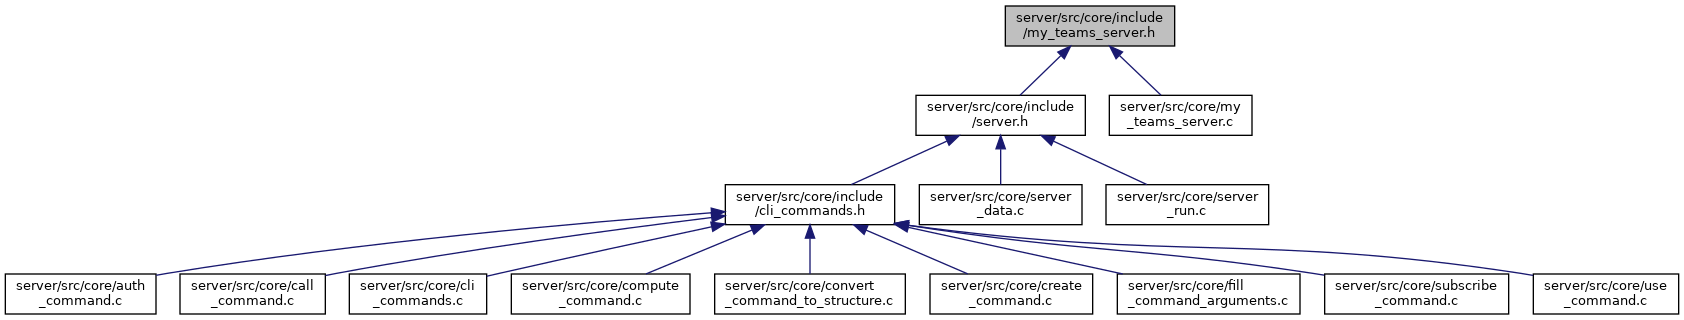 server/src/core/include
/my_teams_server.h
server/src/core/include
/server.h
server/src/core/my
_teams_server.c
server/src/core/include
/cli_commands.h
server/src/core/server
_data.c
server/src/core/server
_run.c
server/src/core/auth
_command.c
server/src/core/call
_command.c
server/src/core/cli
_commands.c
server/src/core/compute
_command.c
server/src/core/convert
_command_to_structure.c
server/src/core/create
_command.c
server/src/core/fill
_command_arguments.c
server/src/core/subscribe
_command.c
server/src/core/use
_command.c